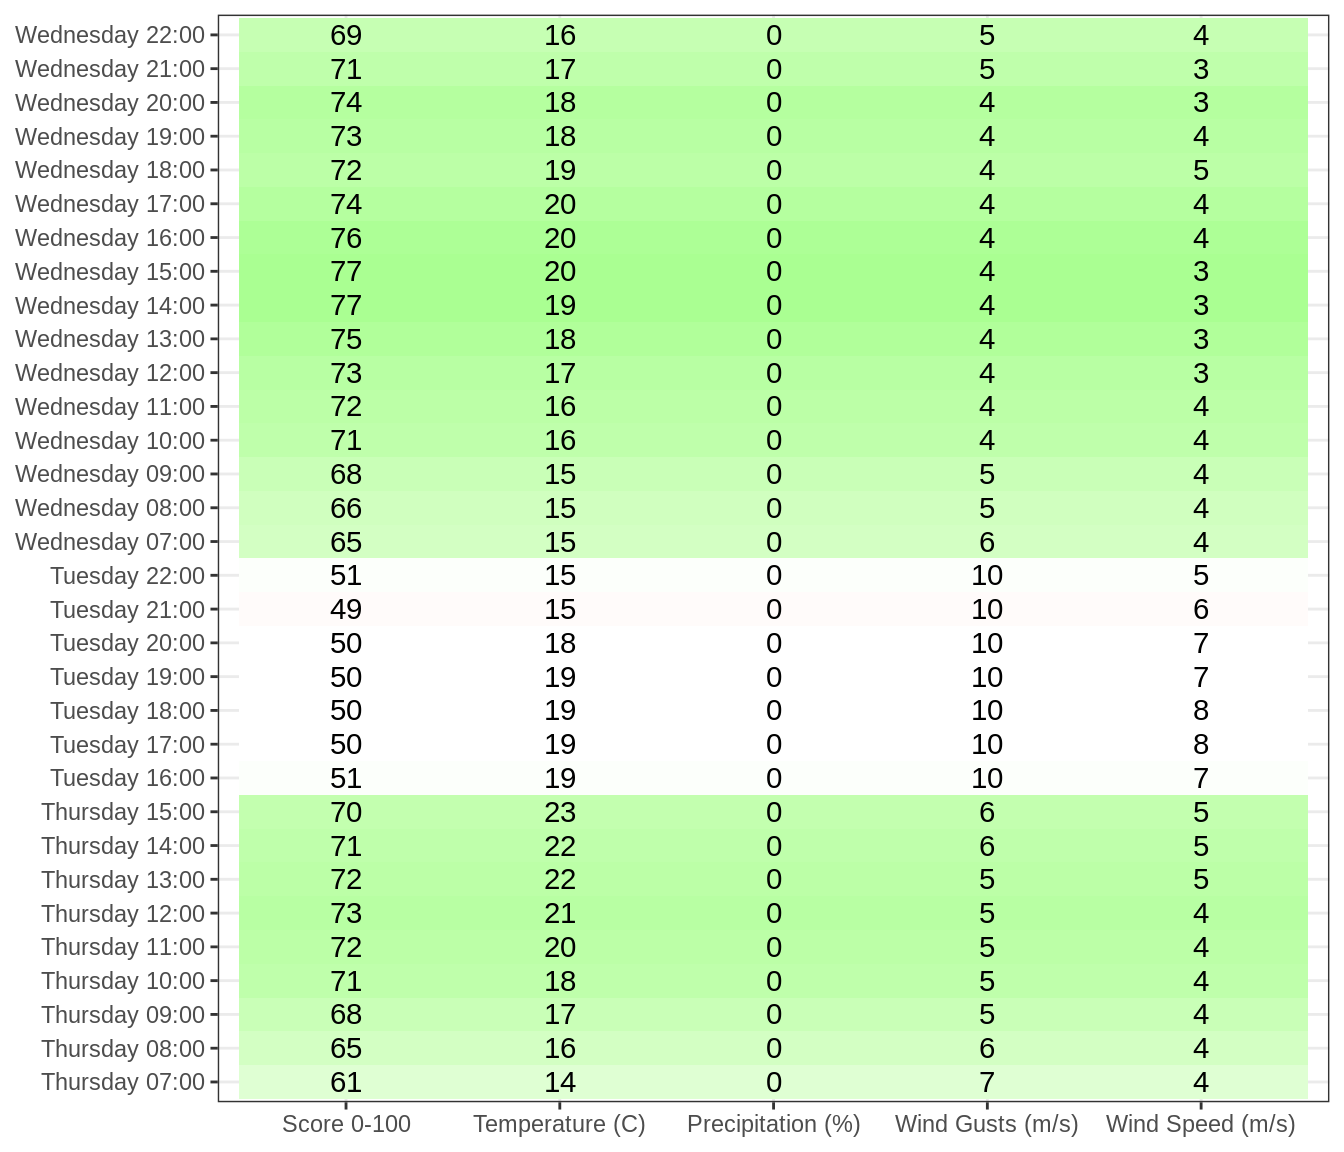 Wednesday 22:00 69 16 0 5 4
Wednesday 21:00 71 17 0 5 3
Wednesday 20:00 74 18 0 4 3
Wednesday 19:00 73 18 0 4 4
Wednesday 18:00 72 19 0 4 5
Wednesday 17:00 74 20 0 4 4
Wednesday 16:00 76 20 0 4 4
Wednesday 15:00 77 20 0 4 3
Wednesday 14:00 77 19 0 4 3
Wednesday 13:00 75 18 0 4 3
Wednesday 12:00 73 17 0 4 3
Wednesday 11:00 72 16 0 4 4
Wednesday 10:00 71 16 0 4 4
Wednesday 09:00 68 15 0 5 4
Wednesday 08:00 66 15 0 5 4
Wednesday 07:00 65 15 0 6 4
Tuesday 22:00 51 15 0 10 5
Tuesday 21:00 49 15 0 10 6
Tuesday 20:00 50 18 0 10 7
Tuesday 19:00 50 19 0 10 7
Tuesday 18:00 50 19 0 10 8
Tuesday 17:00 50 19 0 10 8
Tuesday 16:00 51 19 0 10 7
Thursday 15:00 70 23 0 6 5
Thursday 14:00 71 22 0 6 5
Thursday 13:00 72 22 0 5 5
Thursday 12:00 73 21 0 5 4
Thursday 11:00 72 20 0 5 4
Thursday 10:00 71 18 0 5 4
Thursday 09:00 68 17 0 5 4
Thursday 08:00 65 16 0 6 4
Thursday 07:00 61 14 0 7 4
Score 0-100 Temperature (C) Precipitation (%) Wind Gusts (m/s) Wind Speed (m/s)